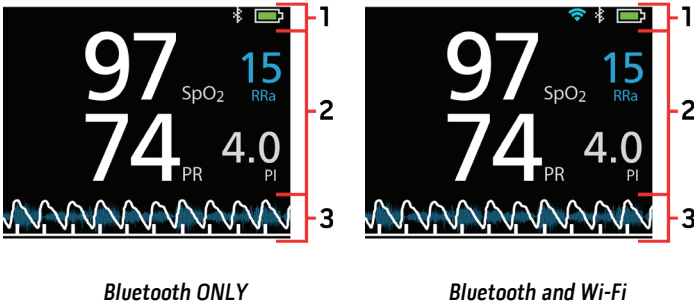 1
97 SpO2 15 RRa
2
74 PR 4.0 PI
3
Bluetooth ONLY
1
97 SpO2 15 RRa
2
74 PR 4.0 PI
3
Bluetooth and Wi-Fi